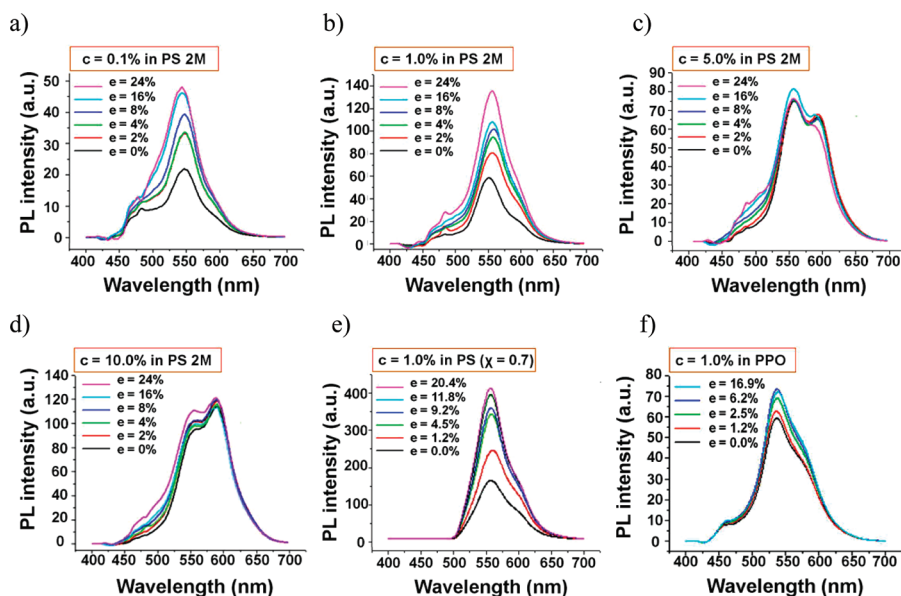 a)
c = 0.1% in PS 2M
e = 24%
e = 16%
e = 8%
e = 4%
e = 2%
e = 0%
PL intensity (a.u.)
50
40
30
20
10
0
400 450 500 550 600 650 700
Wavelength (nm)
b)
c = 1.0% in PS 2M
e = 24%
e = 16%
e = 8%
e = 4%
e = 2%
e = 0%
PL intensity (a.u.)
140
120
100
80
60
40
20
0
400 450 500 550 600 650 700
Wavelength (nm)
c)
c = 5.0% in PS 2M
e = 24%
e = 16%
e = 8%
e = 4%
e = 2%
e = 0%
PL intensity (a.u.)
90
80
70
60
50
40
30
20
10
0
400 450 500 550 600 650 700
Wavelength (nm)
d)
c = 10.0% in PS 2M
e = 24%
e = 16%
e = 8%
e = 4%
e = 2%
e = 0%
PL intensity (a.u.)
140
120
100
80
60
40
20
0
400 450 500 550 600 650 700
Wavelength (nm)
e)
c = 1.0% in PS (χ = 0.7)
e = 20.4%
e = 11.8%
e = 9.2%
e = 4.5%
e = 1.2%
e = 0.0%
PL intensity (a.u.)
400
300
200
100
0
400 450 500 550 600 650 700
Wavelength (nm)
f)
c = 1.0% in PPO
e = 16.9%
e = 6.2%
e = 2.5%
e = 1.2%
e = 0.0%
PL intensity (a.u.)
80
70
60
50
40
30
20
10
0
400 450 500 550 600 650 700
Wavelength (nm)